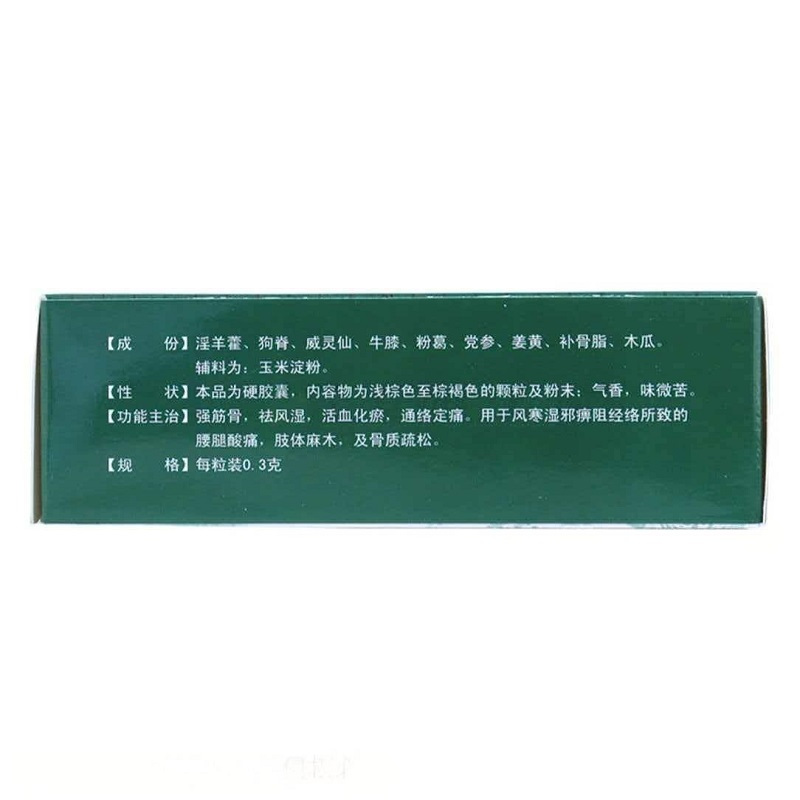 【成　份】淫羊藿、狗脊、威灵仙、牛膝、粉葛、党参、姜黄、补骨脂、木瓜。
辅料为：玉米淀粉。
【性　状】本品为硬胶囊，内容物为浅棕色至棕褐色的颗粒及粉末；气香，味微苦。
【功能主治】强筋骨，祛风湿，活血化瘀，通络定痛。用于风寒湿邪痹阻经络所致的
腰腿酸痛，肢体麻木，及骨质疏松。
【规　格】每粒装0.3克